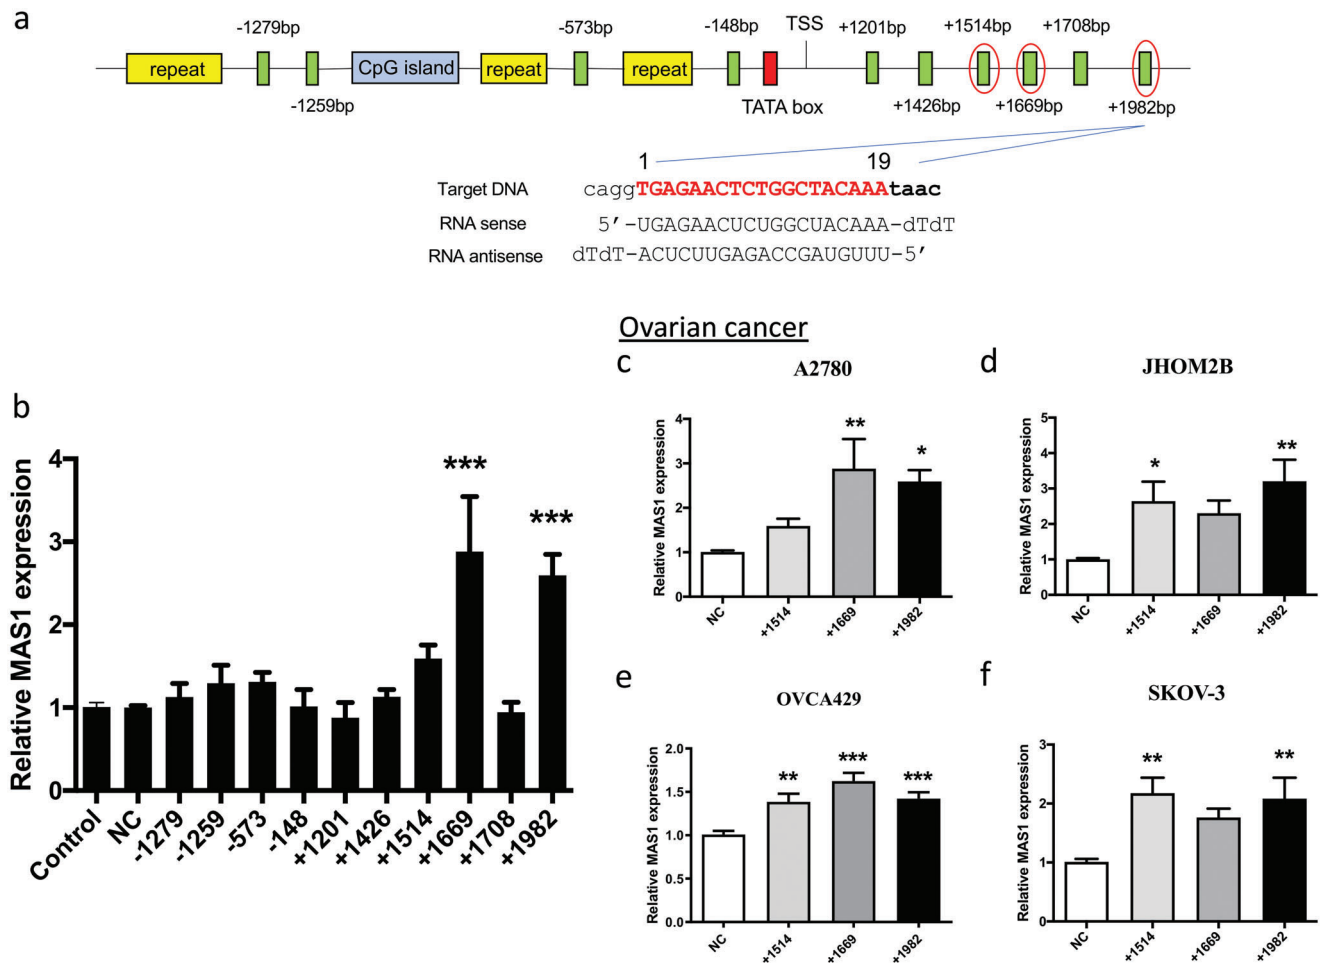 a
-1279bp
-573bp
-148bp
TSS
+1201bp
+1514bp
+1708bp
repeat
CpG island
repeat
repeat
-1259bp
TATA box
+1426bp
+1669bp
+1982bp
1
19
Target DNA
caggTGAGAACTCTGGCTACAAAtaac
RNA sense
5’-UGAGAACUCUGGCUACAAA-dTdT
RNA antisense
dTdT-ACUCUUGAGACCGAUGUUU-5’
Ovarian cancer
b
Relative MAS1 expression
4
3
2
1
0
***
***
Control
NC
-1279
-1259
-573
-148
+1201
+1426
+1514
+1669
+1708
+1982
c
A2780
Relative MAS1 expression
4
3
2
1
0
**
*
NC
+1514
+1669
+1982
d
JHOM2B
Relative MAS1 expression
5
4
3
2
1
0
*
**
NC
+1514
+1669
+1982
e
OVCA429
Relative MAS1 expression
2.0
1.5
1.0
0.5
0.0
**
***
***
NC
+1514
+1669
+1982
f
SKOV-3
Relative MAS1 expression
3
2
1
0
**
**
NC
+1514
+1669
+1982